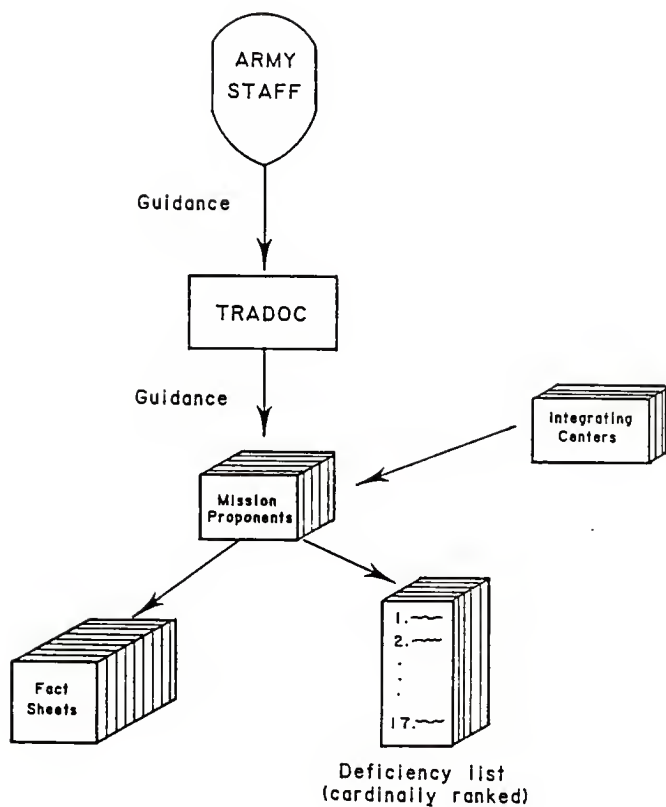 ARMY
STAFF
Guidance
TRADOC
Guidance
Integrating
Centers
Mission
Proponents
Fact
Sheets
1.
2.
.
.
.
17.
Deficiency list
(cardinally ranked)